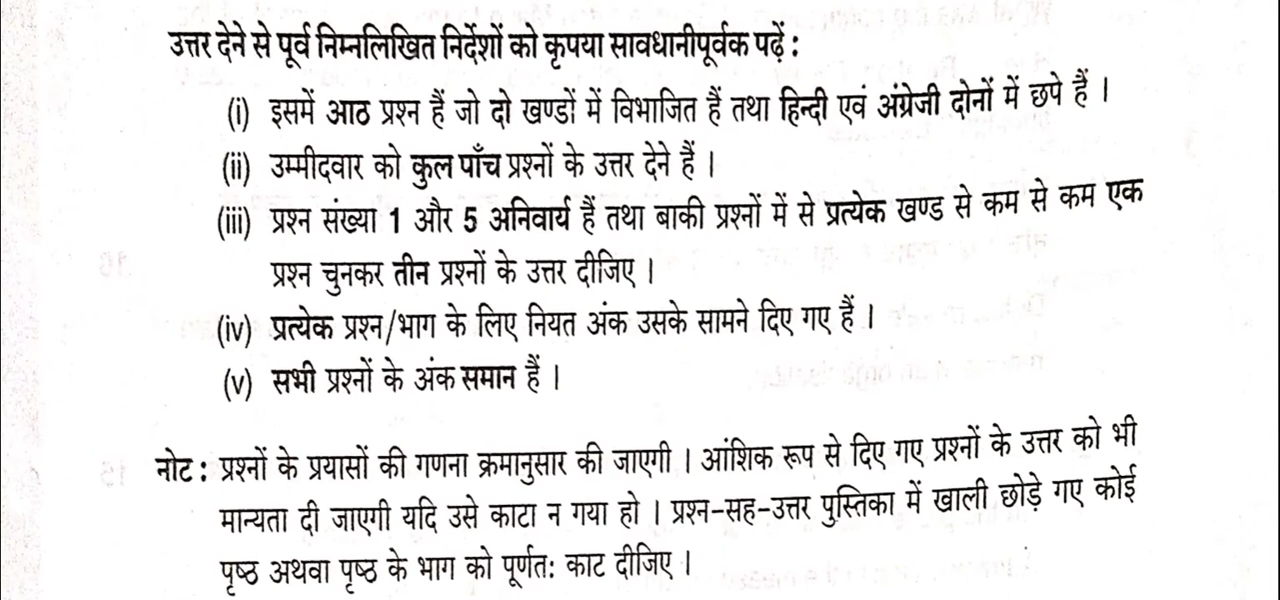 उत्तर देने से पूर्व निम्नलिखित निर्देशों को कृपया सावधानीपूर्वक पढ़ें :
(i) इसमें आठ प्रश्न हैं जो दो खण्डों में विभाजित हैं तथा हिन्दी एवं अंग्रेजी दोनों में छपे हैं ।
(ii) उम्मीदवार को कुल पाँच प्रश्नों के उत्तर देने हैं ।
(iii) प्रश्न संख्या 1 और 5 अनिवार्य हैं तथा बाकी प्रश्नों में से प्रत्येक खण्ड से कम से कम एक
प्रश्न चुनकर तीन प्रश्नों के उत्तर दीजिए ।
(iv) प्रत्येक प्रश्न/भाग के लिए नियत अंक उसके सामने दिए गए हैं ।
(v) सभी प्रश्नों के अंक समान हैं ।
नोट : प्रश्नों के प्रयासों की गणना क्रमानुसार की जाएगी । आंशिक रूप से दिए गए प्रश्नों के उत्तर को भी
मान्यता दी जाएगी यदि उसे काटा न गया हो । प्रश्न-सह-उत्तर पुस्तिका में खाली छोड़े गए कोई
पृष्ठ अथवा पृष्ठ के भाग को पूर्णतः काट दीजिए ।